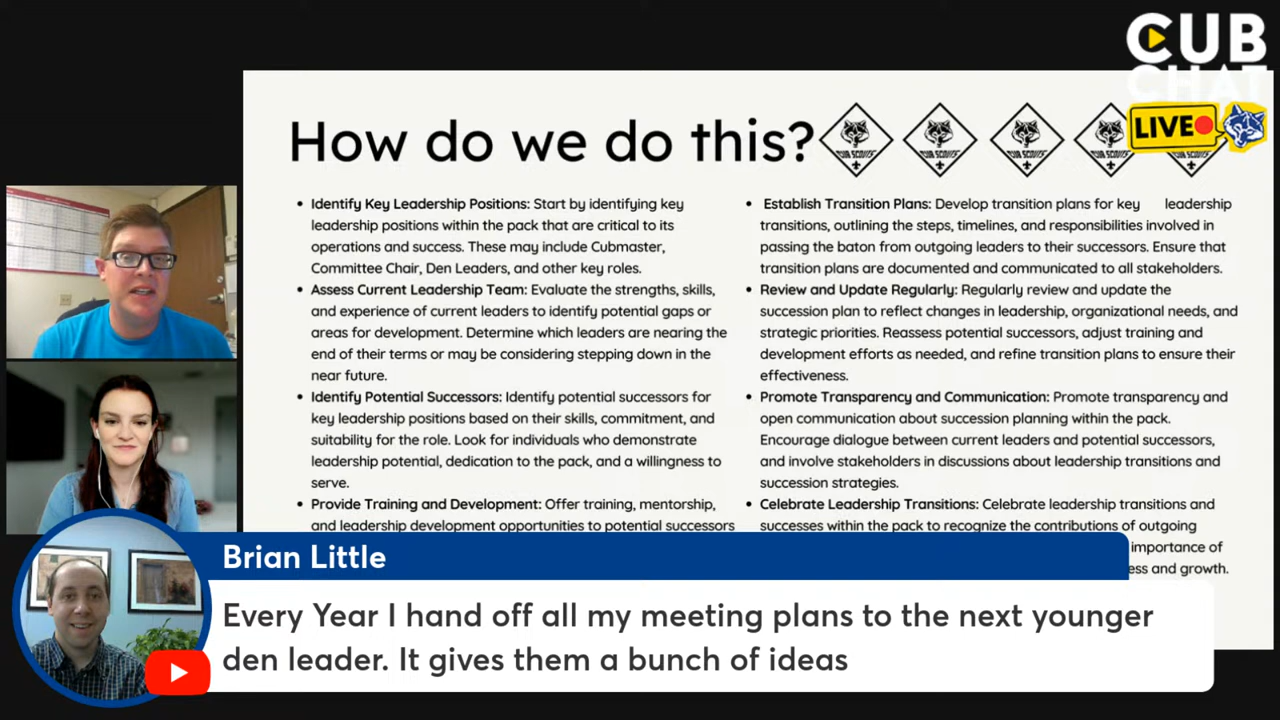 CUB
CHAT
LIVE
How do we do this?
CUB SCOUTS
CUB SCOUTS
CUB SCOUTS
CUB SCOUTS
CUB SCOUTS
• Identify Key Leadership Positions: Start by identifying key
leadership positions within the pack that are critical to its
operations and success. These may include Cubmaster,
Committee Chair, Den Leaders, and other key roles.
• Assess Current Leadership Team: Evaluate the strengths, skills,
and experience of current leaders to identify potential gaps or
areas for development. Determine which leaders are nearing the
end of their terms or may be considering stepping down in the
near future.
• Identify Potential Successors: Identify potential successors for
key leadership positions based on their skills, commitment, and
suitability for the role. Look for individuals who demonstrate
leadership potential, dedication to the pack, and a willingness to
serve.
• Provide Training and Development: Offer training, mentorship,
and leadership development opportunities to potential successors
• Establish Transition Plans: Develop transition plans for key leadership
transitions, outlining the steps, timelines, and responsibilities involved in
passing the baton from outgoing leaders to their successors. Ensure that
transition plans are documented and communicated to all stakeholders.
• Review and Update Regularly: Regularly review and update the
succession plan to reflect changes in leadership, organizational needs, and
strategic priorities. Reassess potential successors, adjust training and
development efforts as needed, and refine transition plans to ensure their
effectiveness.
• Promote Transparency and Communication: Promote transparency and
open communication about succession planning within the pack.
Encourage dialogue between current leaders and potential successors,
and involve stakeholders in discussions about leadership transitions and
succession strategies.
• Celebrate Leadership Transitions: Celebrate leadership transitions and
successes within the pack to recognize the contributions of outgoing
importance of
ess and growth.
Brian Little
Every Year I hand off all my meeting plans to the next younger
den leader. It gives them a bunch of ideas